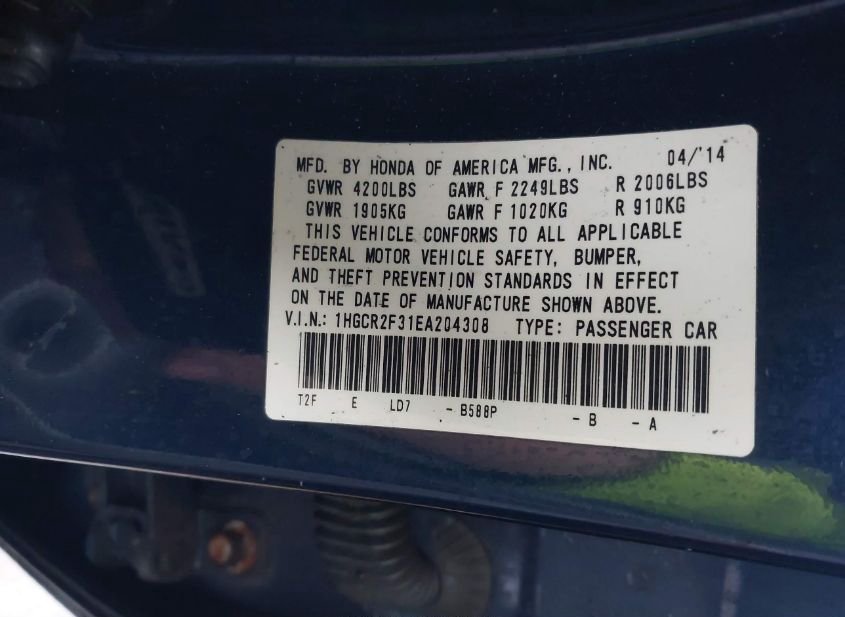 MFD. BY HONDA OF AMERICA MFG., INC. 04/'14
GVWR 4200LBS GAWR F 2249LBS R 2006LBS
GVWR 1905KG GAWR F 1020KG R 910KG
THIS VEHICLE CONFORMS TO ALL APPLICABLE
FEDERAL MOTOR VEHICLE SAFETY, BUMPER,
AND THEFT PREVENTION STANDARDS IN EFFECT
ON THE DATE OF MANUFACTURE SHOWN ABOVE.
V.I.N.: 1HGCR2F31EA204308 TYPE: PASSENGER CAR
T2F E LD7 - B588P - B - A